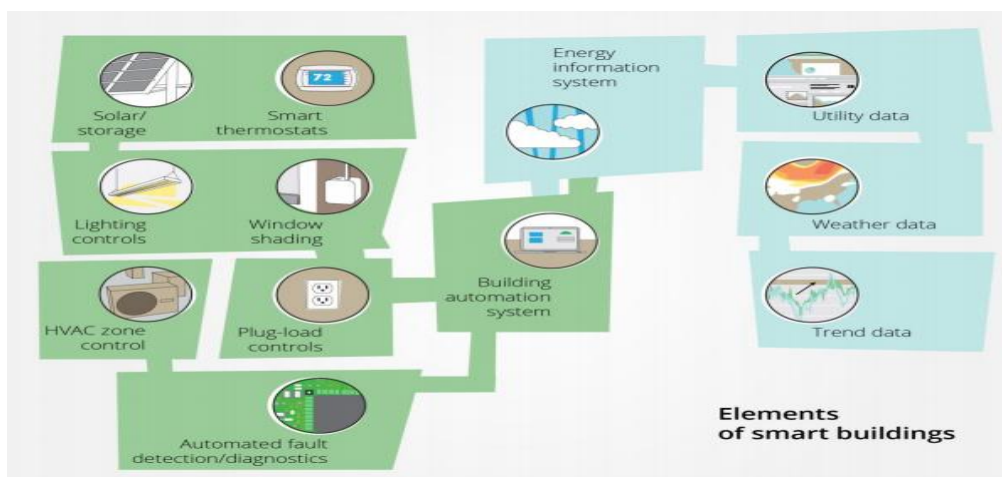 Solar/
storage
72
Smart
thermostats
Energy
information
system
Utility data
Lighting
controls
Window
shading
Weather data
Building
automation
system
HVAC zone
control
Plug-load
controls
Trend data
Automated fault
detection/diagnostics
Elements
of smart buildings